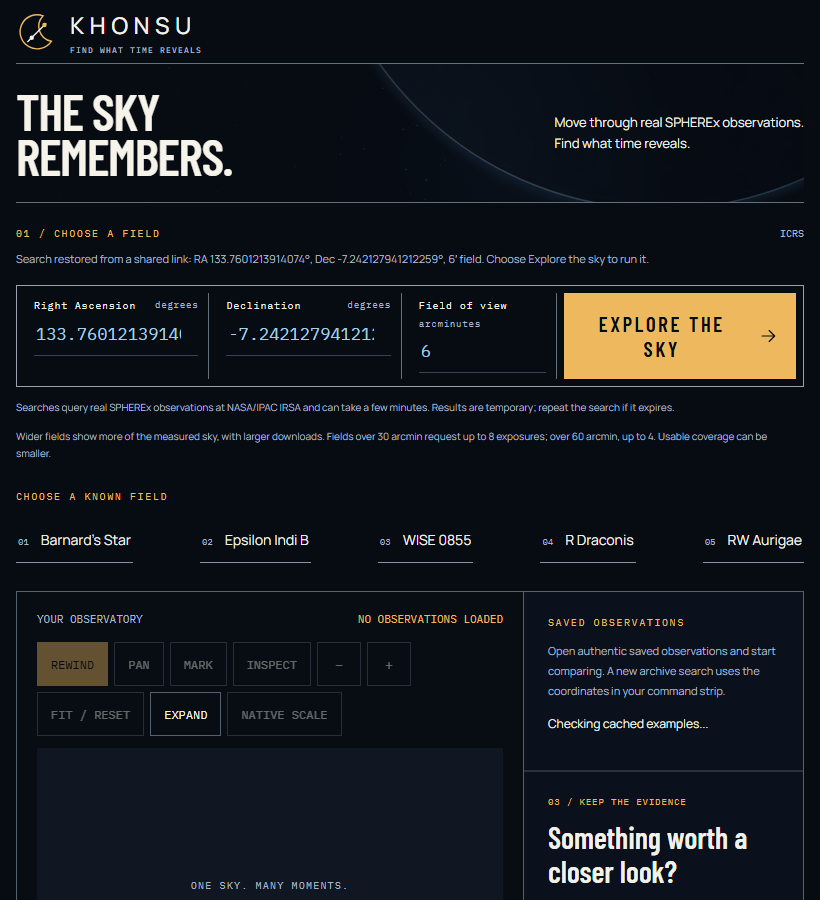 KHONSU
FIND WHAT TIME REVEALS
THE SKY
REMEMBERS.
Move through real SPHEREx observations.
Find what time reveals.
01 / CHOOSE A FIELD
ICRS
Search restored from a shared link: RA 133.7601213914074°, Dec -7.242127941212259°, 6' field. Choose Explore the sky to run it.
Right Ascension degrees
133.7601213914
Declination degrees
-7.24212794121
Field of view
arcminutes
6
EXPLORE THE
SKY
Searches query real SPHEREx observations at NASA/IPAC IRSA and can take a few minutes. Results are temporary; repeat the search if it expires.
Wider fields show more of the measured sky, with larger downloads. Fields over 30 arcmin request up to 8 exposures; over 60 arcmin, up to 4. Usable coverage can be
smaller.
CHOOSE A KNOWN FIELD
01 Barnard's Star
02 Epsilon Indi B
03 WISE 0855
04 R Draconis
05 RW Aurigae
YOUR OBSERVATORY
NO OBSERVATIONS LOADED
REWIND
PAN
MARK
INSPECT
−
+
FIT / RESET
EXPAND
NATIVE SCALE
ONE SKY. MANY MOMENTS.
SAVED OBSERVATIONS
Open authentic saved observations and start
comparing. A new archive search uses the
coordinates in your command strip.
Checking cached examples...
03 / KEEP THE EVIDENCE
Something worth a
closer look?